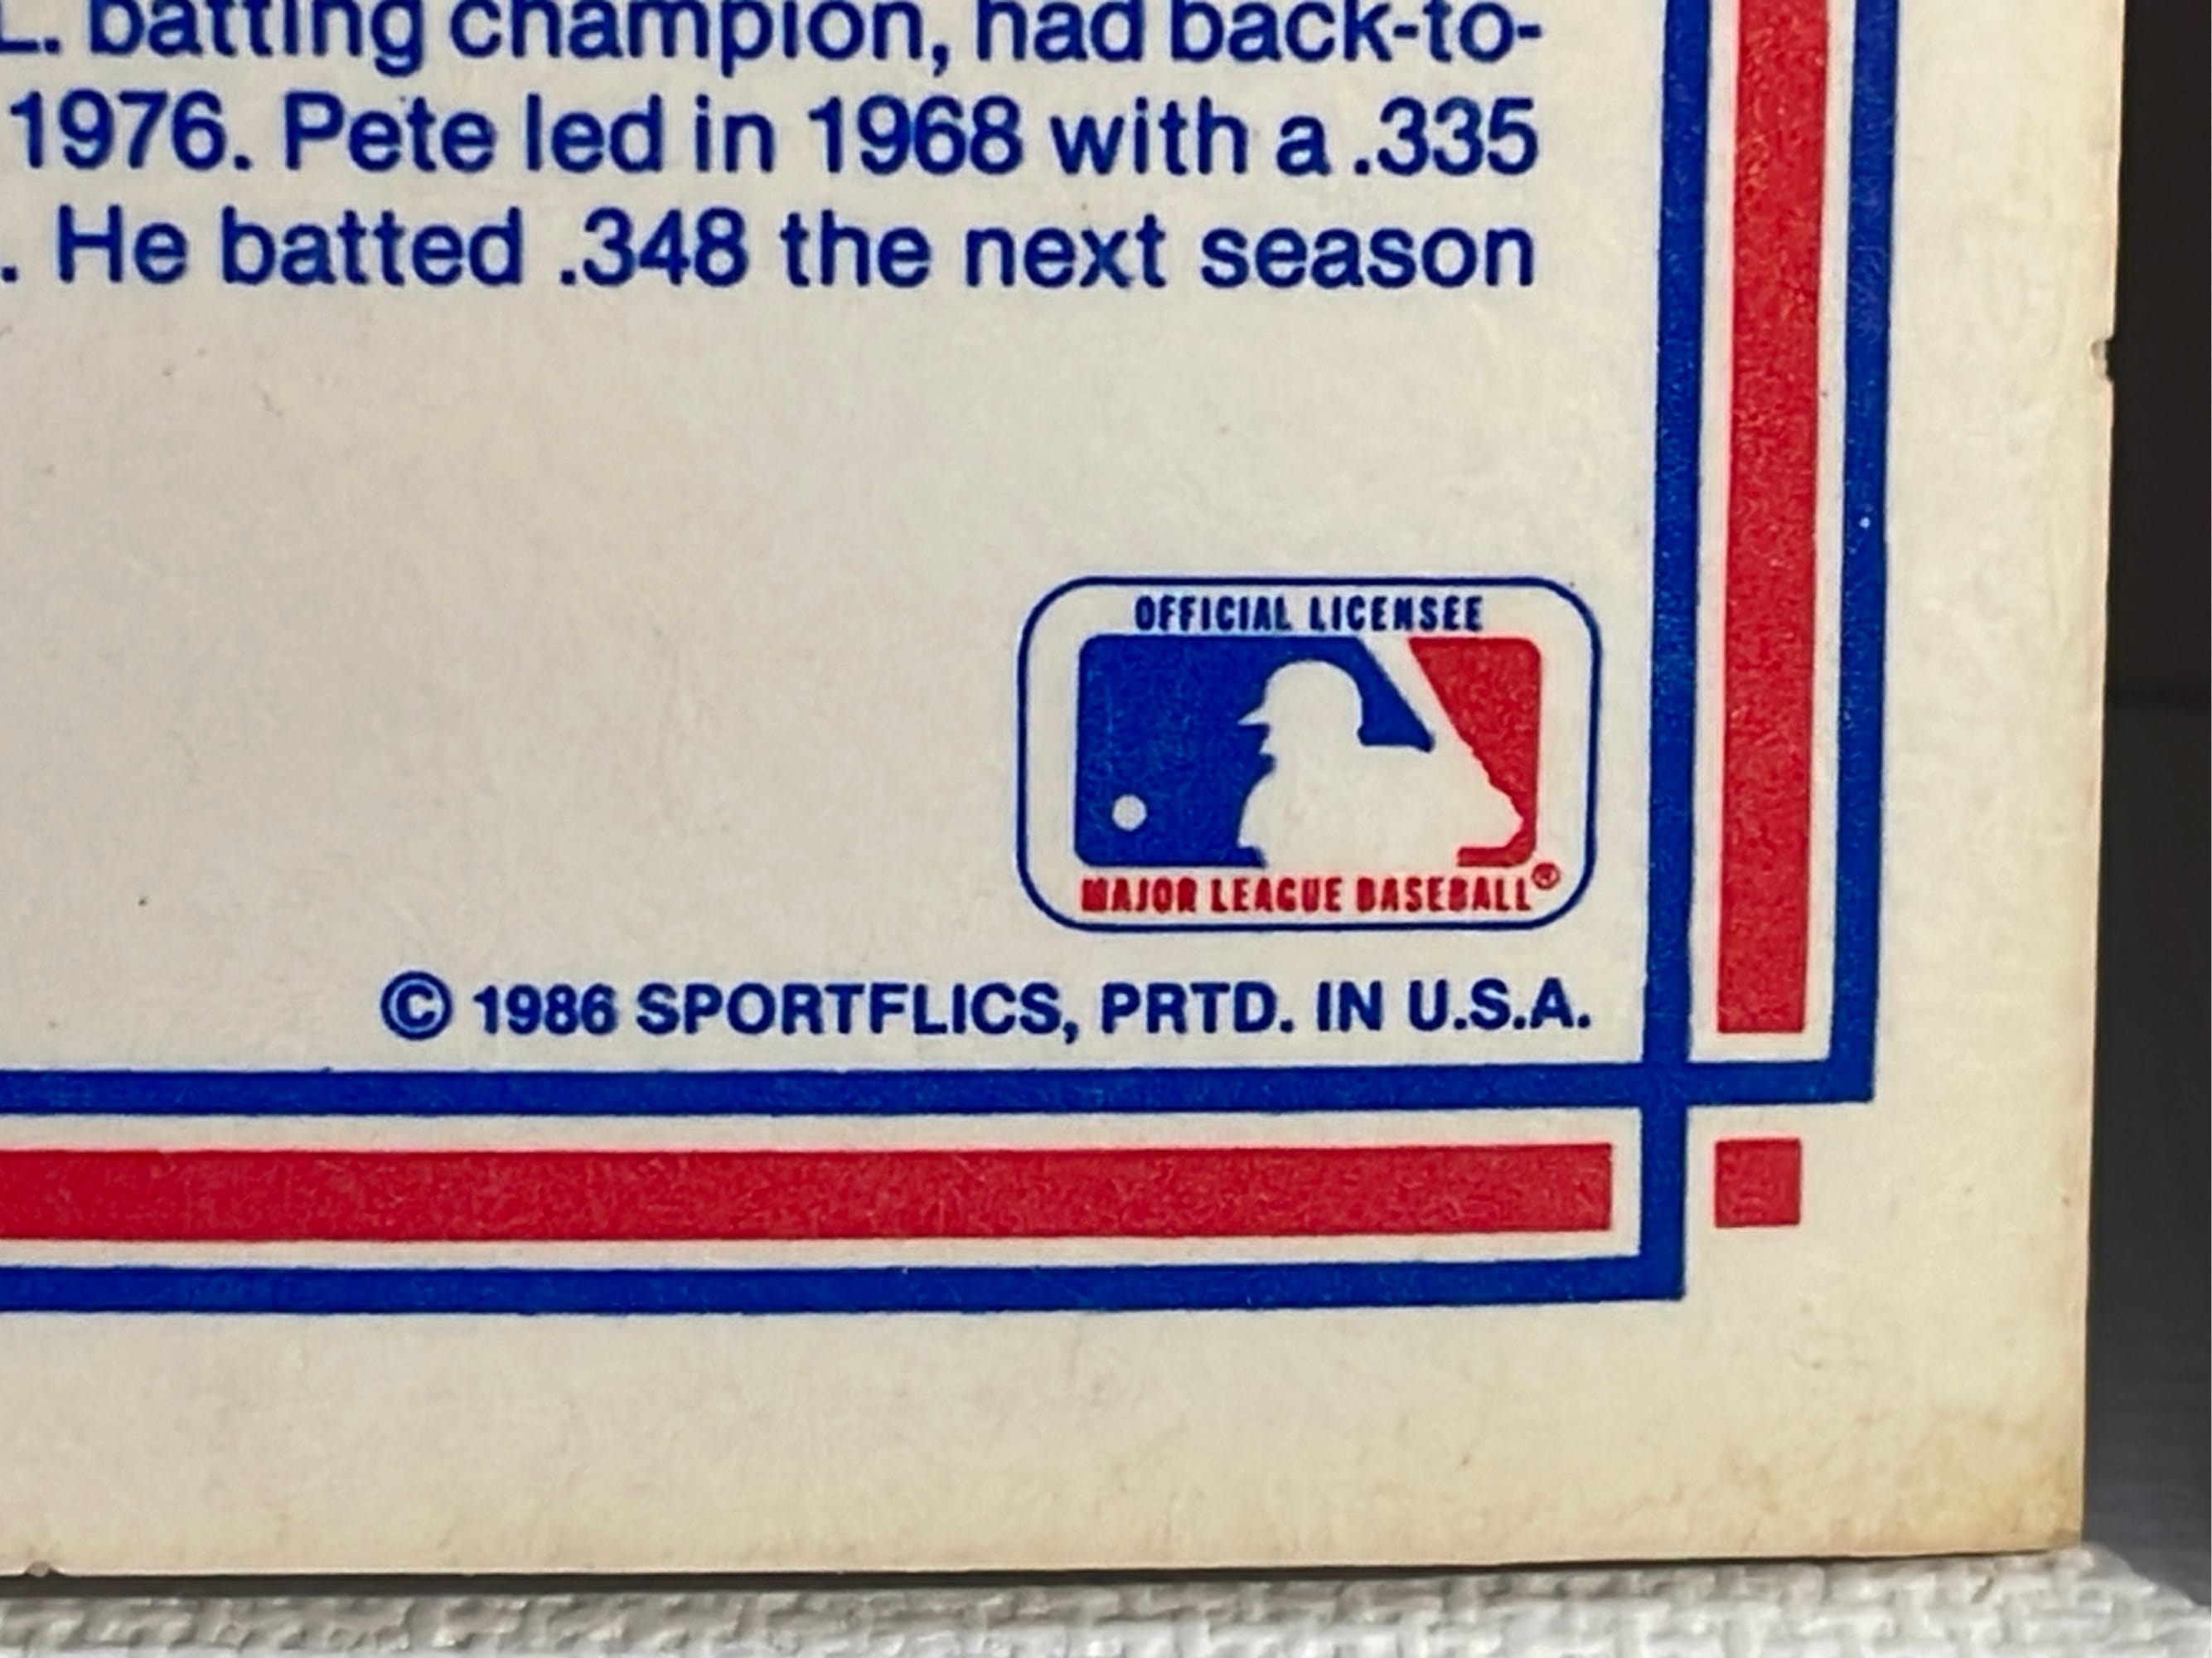 L. batting champion, had back-to-
1976. Pete led in 1968 with a .335
. He batted .348 the next season
OFFICIAL LICENSEE
MAJOR LEAGUE BASEBALL®
© 1986 SPORTFLICS, PRTD. IN U.S.A.